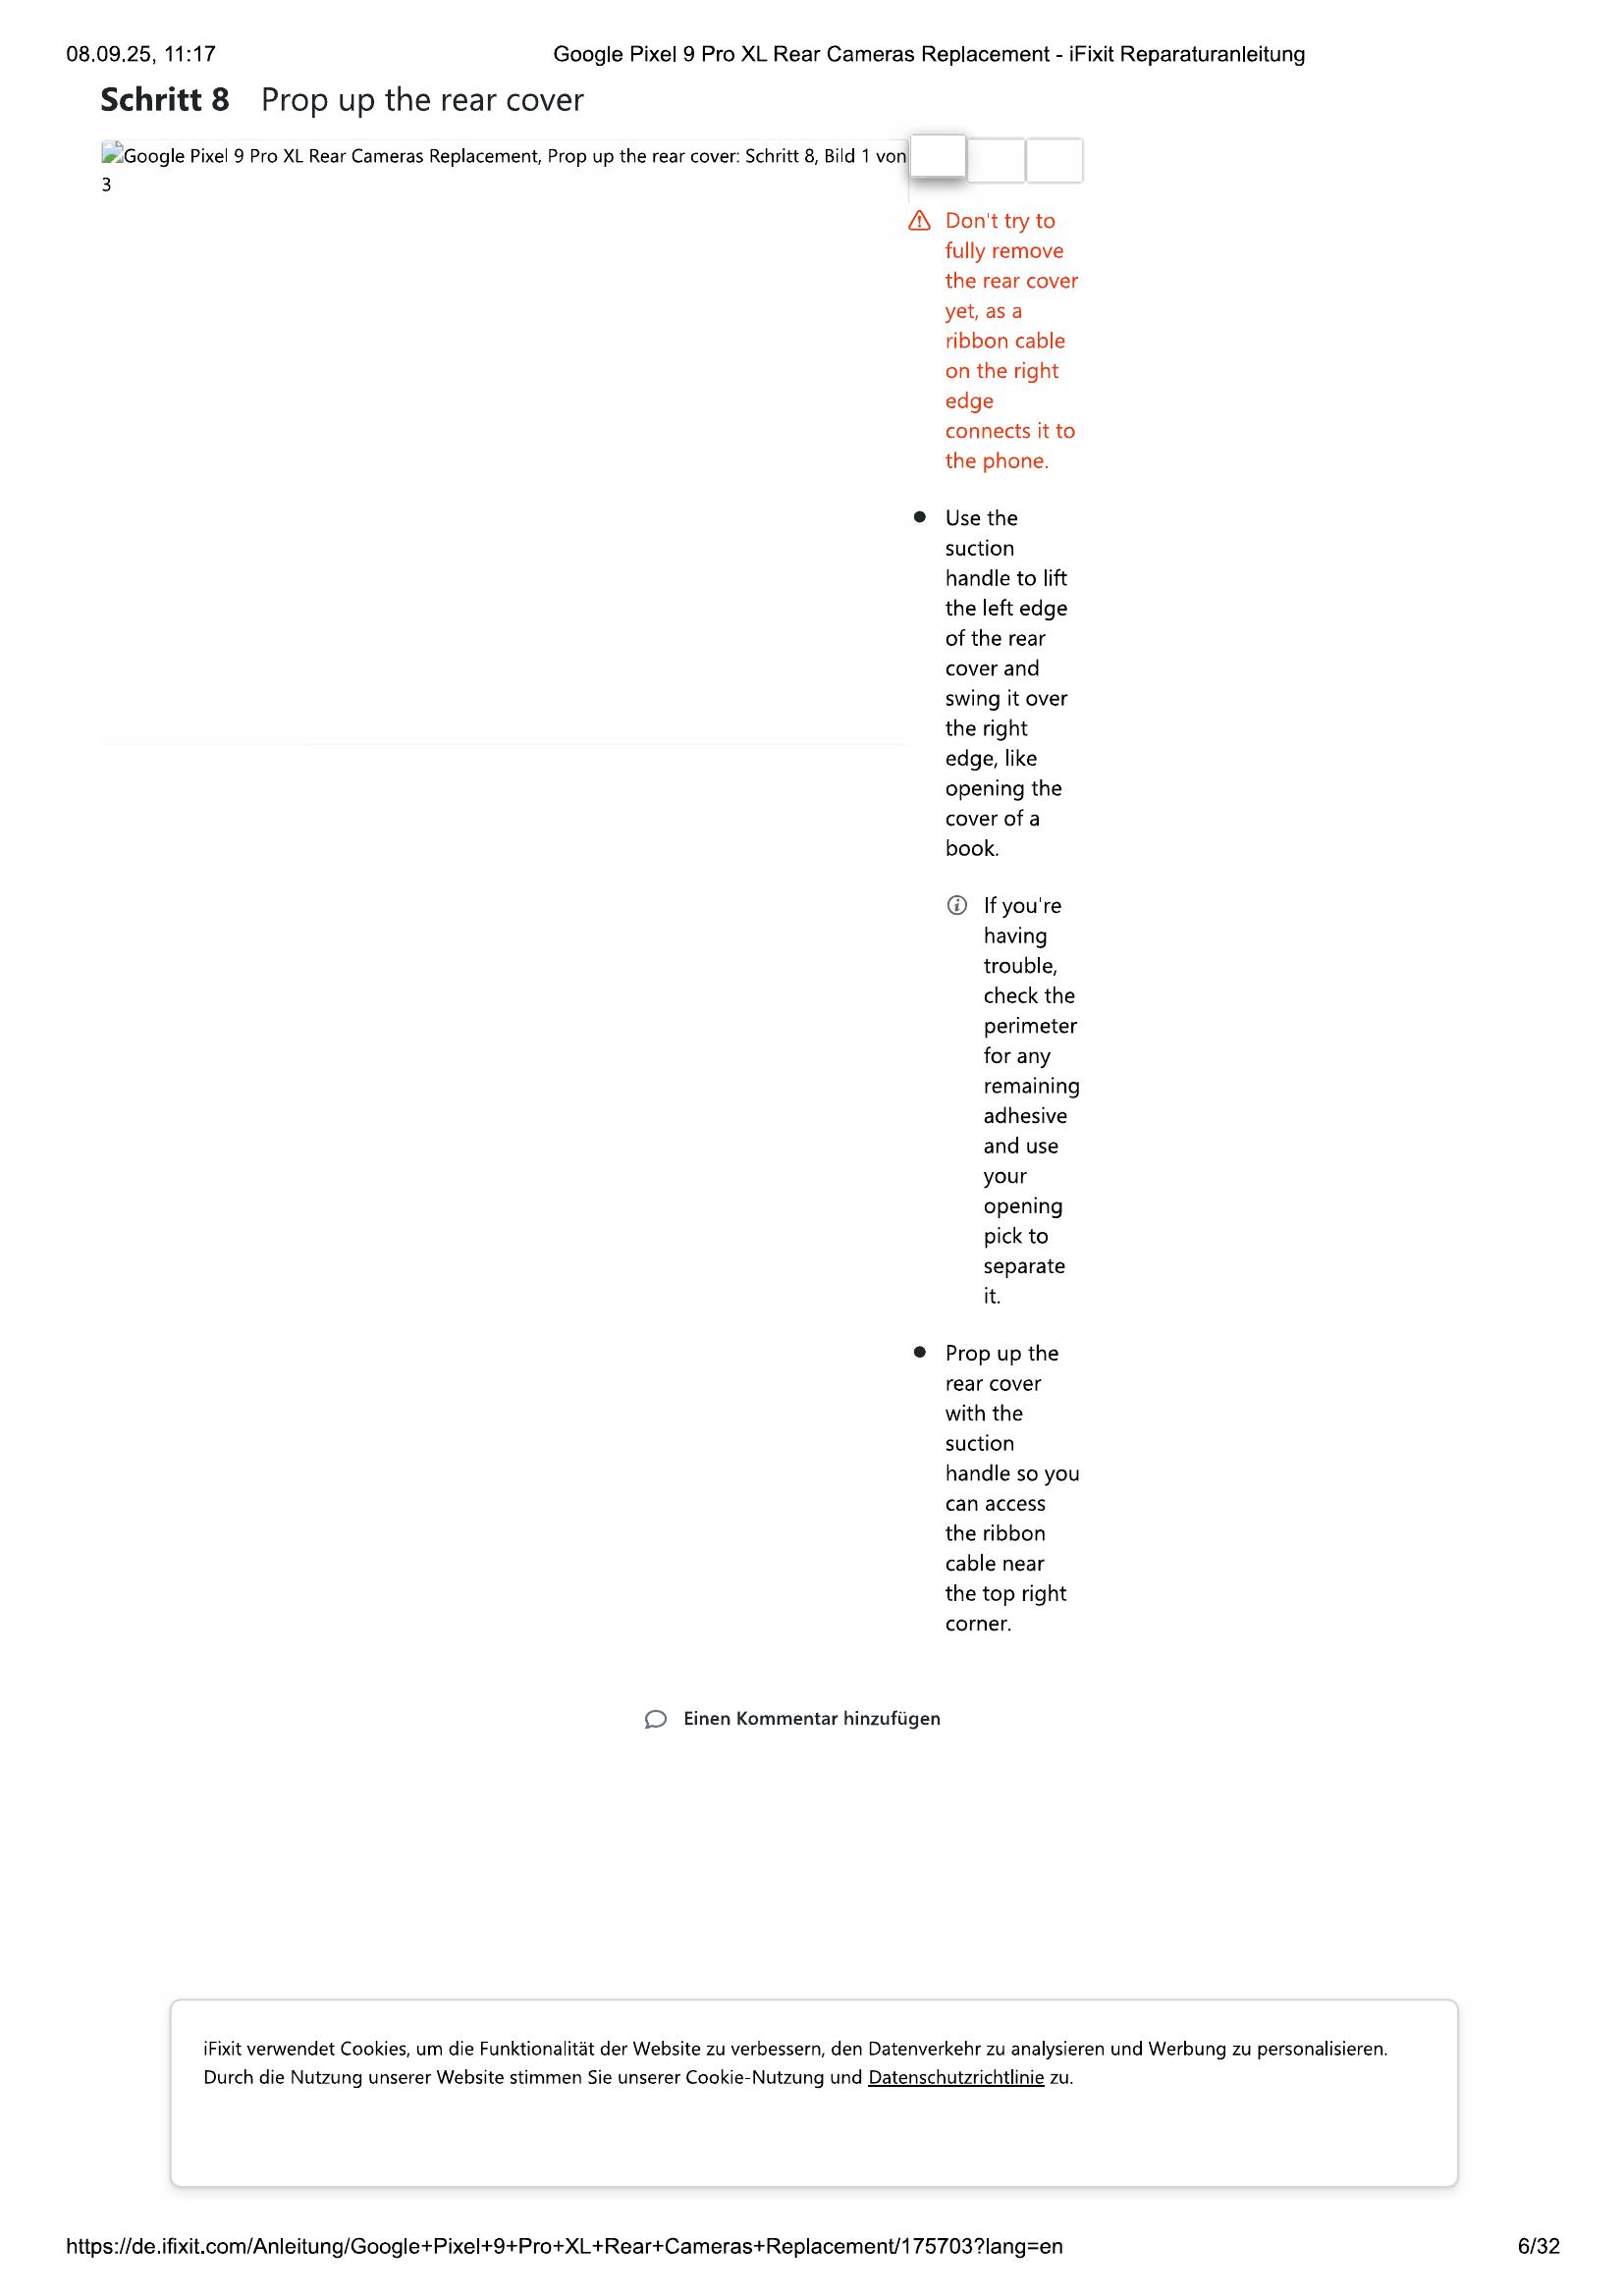 08.09.25, 11:17
Google Pixel 9 Pro XL Rear Cameras Replacement - iFixit Reparaturanleitung
Schritt 8 Prop up the rear cover
Google Pixel 9 Pro XL Rear Cameras Replacement, Prop up the rear cover: Schritt 8, Bild 1 von
3
Don't try to
fully remove
the rear cover
yet, as a
ribbon cable
on the right
edge
connects it to
the phone.
Use the
suction
handle to lift
the left edge
of the rear
cover and
swing it over
the right
edge, like
opening the
cover of a
book.
If you're
having
trouble,
check the
perimeter
for any
remaining
adhesive
and use
your
opening
pick to
separate
it.
Prop up the
rear cover
with the
suction
handle so you
can access
the ribbon
cable near
the top right
corner.
Einen Kommentar hinzufügen
iFixit verwendet Cookies, um die Funktionalität der Website zu verbessern, den Datenverkehr zu analysieren und Werbung zu personalisieren.
Durch die Nutzung unserer Website stimmen Sie unserer Cookie-Nutzung und Datenschutzrichtlinie zu.
https://de.ifixit.com/Anleitung/Google+Pixel+9+Pro+XL+Rear+Cameras+Replacement/175703?lang=en
6/32